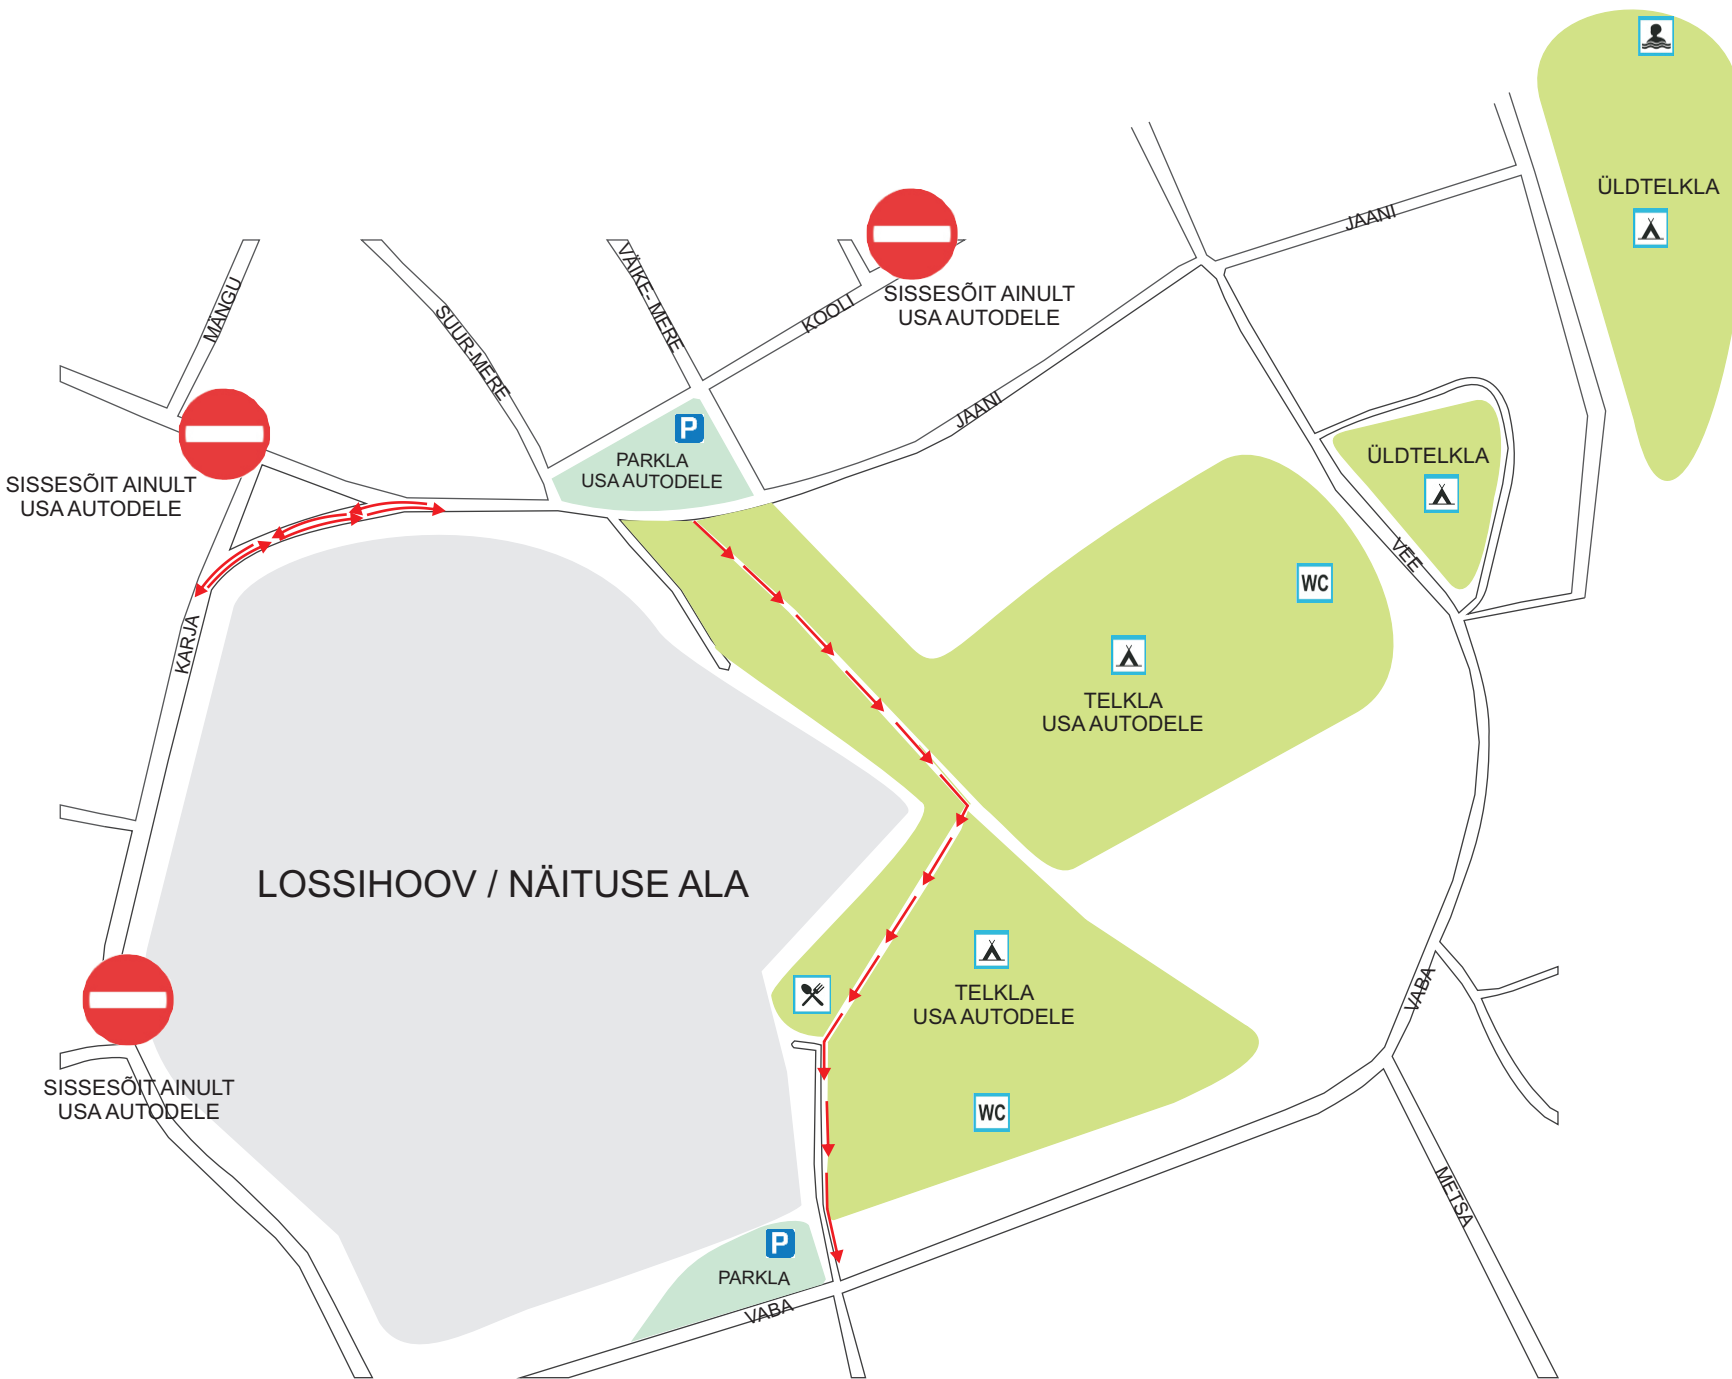 ÜLDTELKLA
JAANI
MÄNGU
VÄIKE- MERE
KOOLI
SISSESÕIT AINULT
USA AUTODELE
SUUR-MERE
JAANI
P
PARKLA
USA AUTODELE
ÜLDTELKLA
SISSESÕIT AINULT
USA AUTODELE
VEE
WC
KARJA
TELKLA
USA AUTODELE
LOSSIHOOV / NÄITUSE ALA
TELKLA
USA AUTODELE
VABA
SISSESÕIT AINULT
USA AUTODELE
WC
METSA
P
PARKLA
VABA